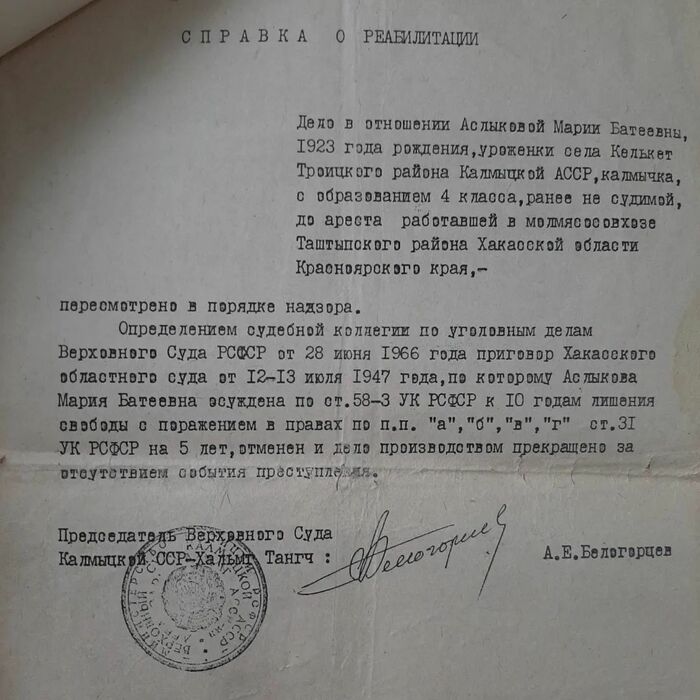 СПРАВКА О РЕАБИЛИТАЦИИ
Дело в отношении Аслыковой Марии Батеевны,
1923 года рождения,уроженки села Келькет
Троицкого района Калмыцкой АССР,калмычка,
с образованием 4 класса,ранее не судимой,
до ареста работавшей в молмясосовхозе
Таштыпского района Хакасской области
Красноярского края,-
пересмотрено в порядке надзора.
Определением судебной коллегии по уголовным делам
Верховного Суда РСФСР от 28 июня 1966 года приговор Хакасского
областного суда от 12-13 июля 1947 года,по которому Аслыкова
Мария Батеевна осуждена по ст.58-3 УК РСФСР к 10 годам лишения
свободы с поражением в правах по п.п. "а","б","в","г" ст.31
УК РСФСР на 5 лет,отменен и дело производством прекращено за
отсутствием события преступления.
Председатель Верховного Суда
Калмыцкой ССР-Хальмг Тангч :
А.Е.Белогорцев